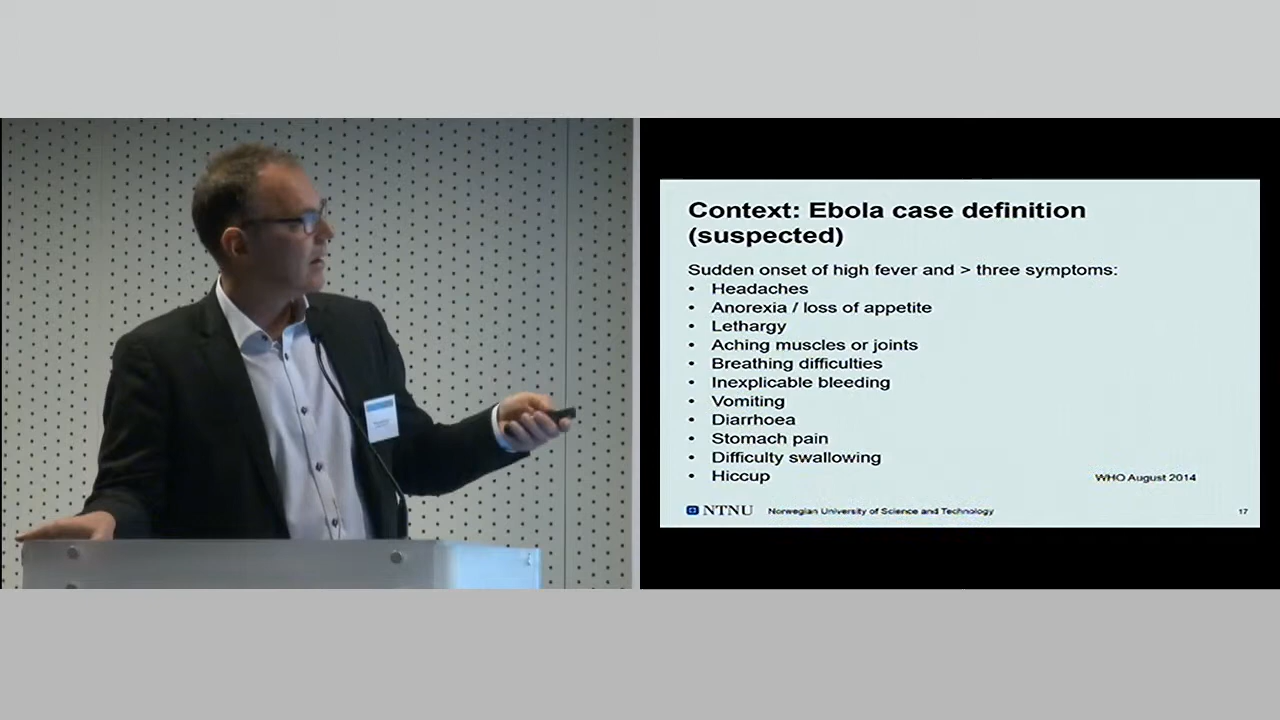 Context: Ebola case definition
(suspected)
Sudden onset of high fever and > three symptoms:
• Headaches
• Anorexia / loss of appetite
• Lethargy
• Aching muscles or joints
• Breathing difficulties
• Inexplicable bleeding
• Vomiting
• Diarrhoea
• Stomach pain
• Difficulty swallowing
• Hiccup
WHO August 2014
NTNU Norwegian University of Science and Technology 17